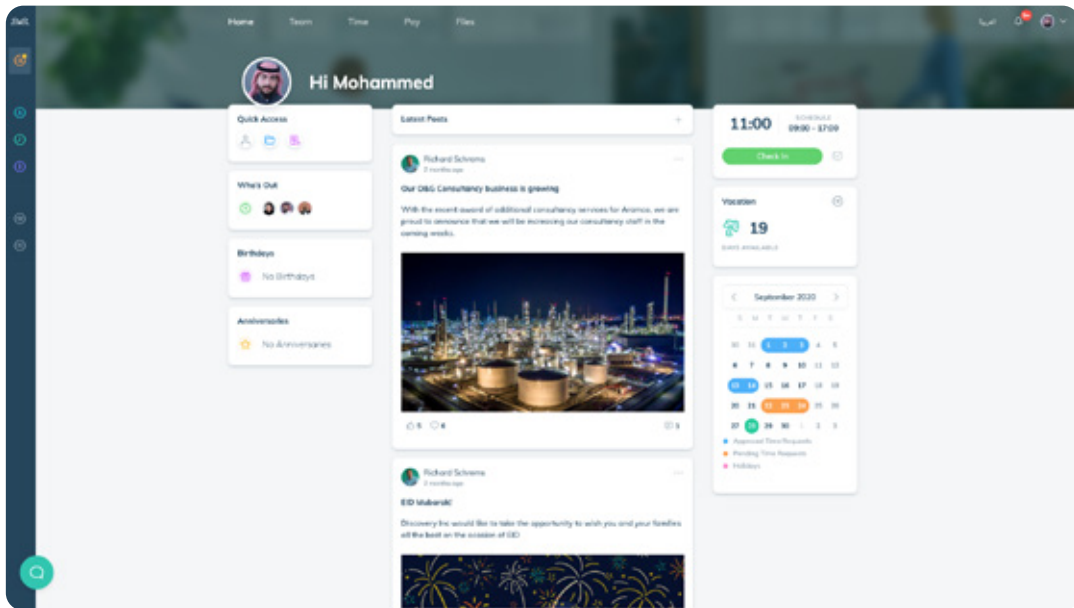 Home Team Time Pay Files
العربية
9+
Hi Mohammed
Quick Access
Who's Out
Birthdays
No Birthdays
Anniversaries
No Anniversaries
Latest Posts
Richard Schrems
2 months ago
Our O&G Consultancy business is growing
With the recent award of additional consultancy services for Aramco, we are
proud to announce that we will be increasing our consultancy staff in the
coming weeks.
5 6 1
Richard Schrems
2 months ago
EID Mubarak!
Discovery Inc would like to take the opportunity to wish you and your families
all the best on the occasion of EID
11:00
SCHEDULE
09:00 - 17:00
Check In
Vacation
19
DAYS AVAILABLE
September 2020
S M T W T F S
30 31 1 2 3 4 5
6 7 8 9 10 11 12
13 14 15 16 17 18 19
20 21 22 23 24 25 26
27 28 29 30 1 2 3
Approved Time Requests
Pending Time Requests
Holidays